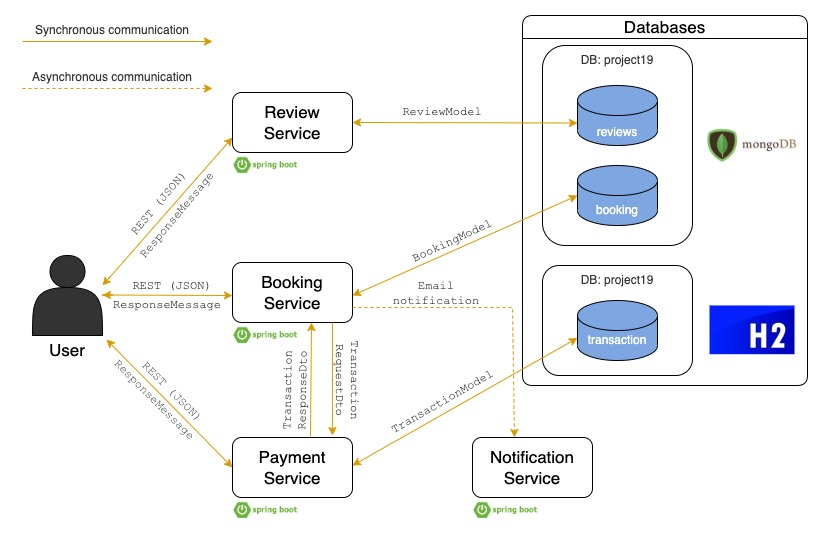 Synchronous communication
Asynchronous communication
Databases
DB: project19
reviews
booking
mongoDB
DB: project19
transaction
H2
Review
Service
spring boot
ReviewModel
REST (JSON)
ResponseMessage
BookingModel
User
REST (JSON)
ResponseMessage
Booking
Service
spring boot
Email
notification
REST (JSON)
ResponseMessage
Transaction
ResponseDto
Transaction
RequestDto
TransactionModel
Payment
Service
spring boot
Notification
Service
spring boot